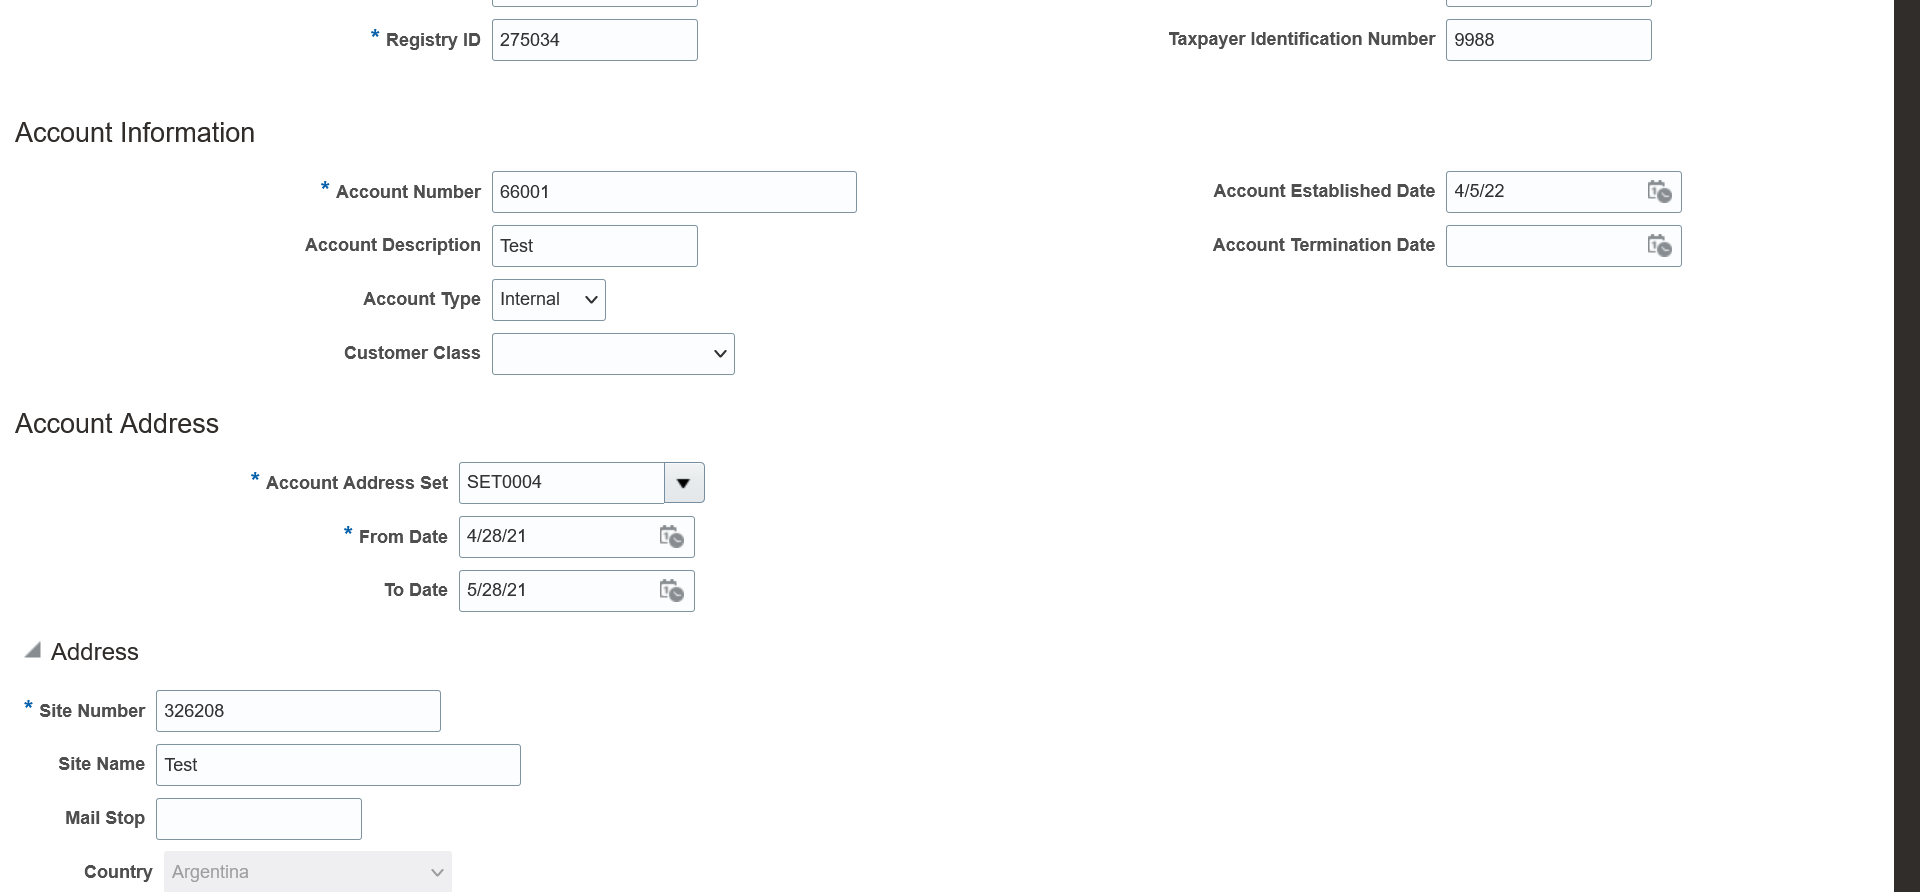 * Registry ID 275034 Taxpayer Identification Number 9988
Account Information
* Account Number 66001 Account Established Date 4/5/22
Account Description Test Account Termination Date
Account Type Internal
Customer Class
Account Address
* Account Address Set SET0004
* From Date 4/28/21
To Date 5/28/21
Address
* Site Number 326208
Site Name Test
Mail Stop
Country Argentina